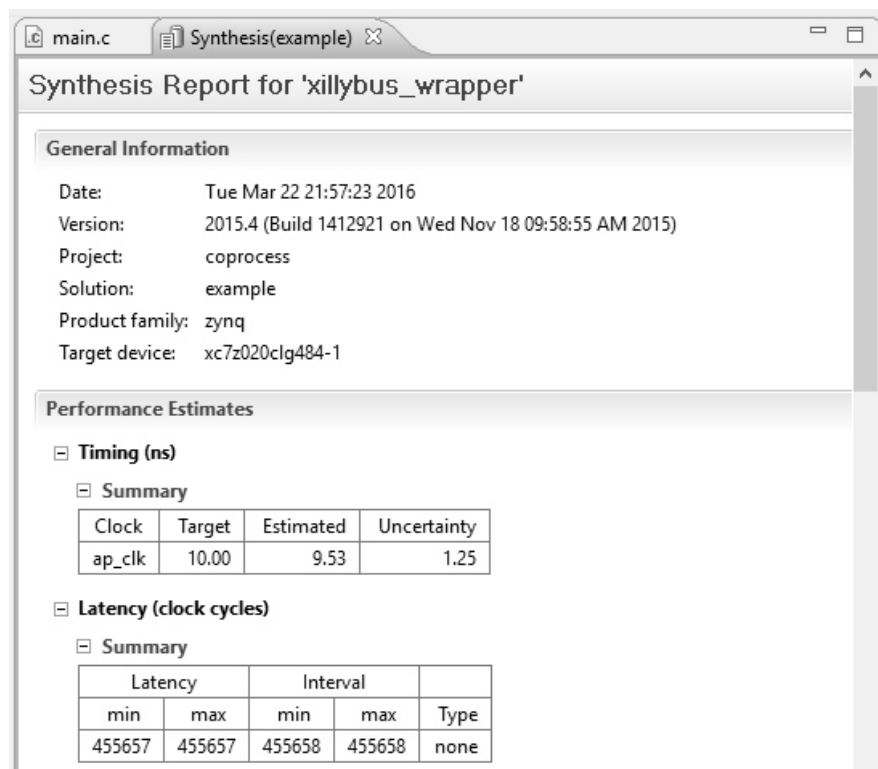 main.c Synthesis(example)
Synthesis Report for 'xillybus_wrapper'
General Information
Date: Tue Mar 22 21:57:23 2016
Version: 2015.4 (Build 1412921 on Wed Nov 18 09:58:55 AM 2015)
Project: coprocess
Solution: example
Product family: zynq
Target device: xc7z020clg484-1
Performance Estimates
Timing (ns)
Summary
Clock Target Estimated Uncertainty
ap_clk 10.00 9.53 1.25
Latency (clock cycles)
Summary
Latency Interval
min max min max Type
455657 455657 455658 455658 none